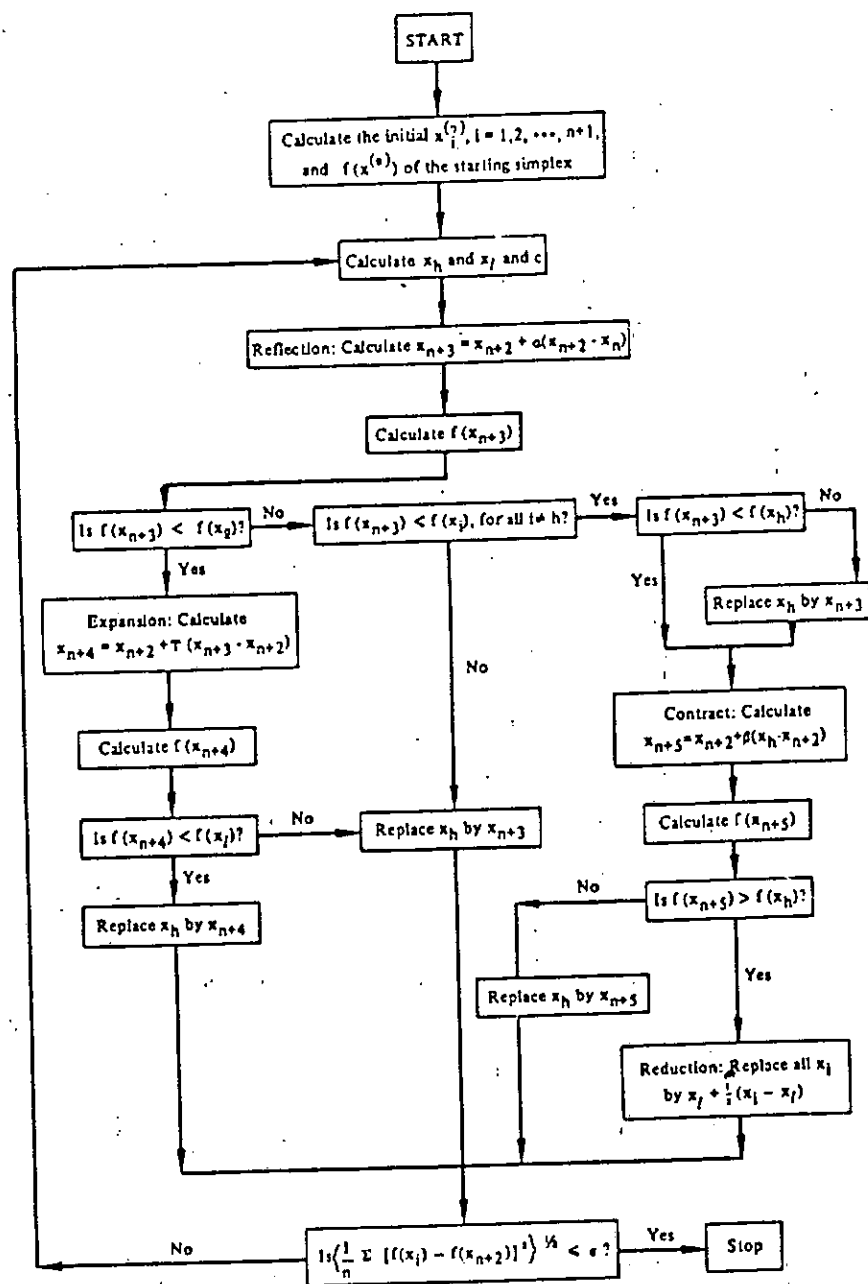 START
Calculate the initial x_i^(?), i = 1,2, ···, n+1,
and f(x^(s)) of the starting simplex
Calculate x_h and x_l and c
Reflection: Calculate x_{n+3} = x_{n+2} + α(x_{n+2} - x_n)
Calculate f(x_{n+3})
Is f(x_{n+3}) < f(x_2)?
No
Is f(x_{n+3}) < f(x_i), for all i ≠ h?
Yes
Is f(x_{n+3}) < f(x_h)?
No
Yes
Yes
Replace x_h by x_{n+3}
Expansion: Calculate
x_{n+4} = x_{n+2} + T (x_{n+3} - x_{n+2})
No
Contract: Calculate
x_{n+5} = x_{n+2} + β(x_h - x_{n+2})
Calculate f(x_{n+4})
Calculate f(x_{n+5})
Is f(x_{n+4}) < f(x_l)?
No
Replace x_h by x_{n+3}
Yes
No
Is f(x_{n+5}) > f(x_h)?
Replace x_h by x_{n+4}
Yes
Replace x_h by x_{n+5}
Reduction: Replace all x_i
by x_l + ½(x_i - x_l)
No
Is {1/n Σ [f(x_i) - f(x_{n+2})]²}^½ < ϵ ?
Yes
Stop